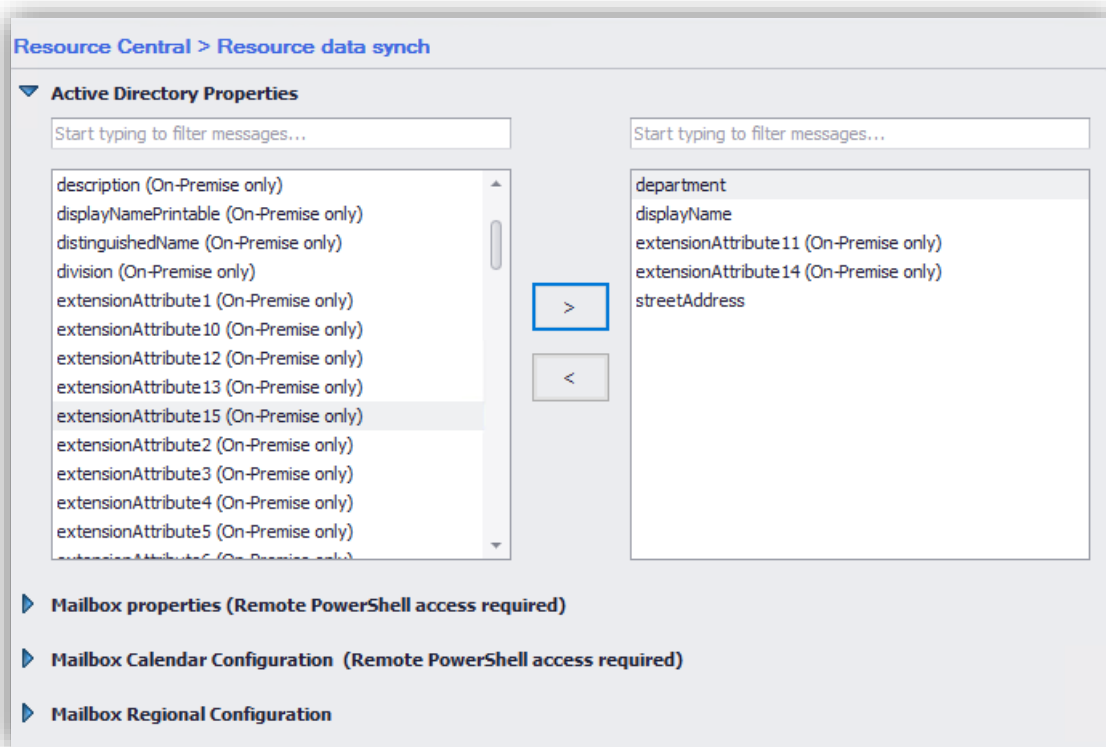 Resource Central > Resource data synch
Active Directory Properties
Start typing to filter messages...
Start typing to filter messages...
description (On-Premise only)
displayNamePrintable (On-Premise only)
distinguishedName (On-Premise only)
division (On-Premise only)
extensionAttribute1 (On-Premise only)
extensionAttribute10 (On-Premise only)
extensionAttribute12 (On-Premise only)
extensionAttribute13 (On-Premise only)
extensionAttribute15 (On-Premise only)
extensionAttribute2 (On-Premise only)
extensionAttribute3 (On-Premise only)
extensionAttribute4 (On-Premise only)
extensionAttribute5 (On-Premise only)
extensionAttribute6 (On-Premise only)
>
<
department
displayName
extensionAttribute11 (On-Premise only)
extensionAttribute14 (On-Premise only)
streetAddress
Mailbox properties (Remote PowerShell access required)
Mailbox Calendar Configuration (Remote PowerShell access required)
Mailbox Regional Configuration